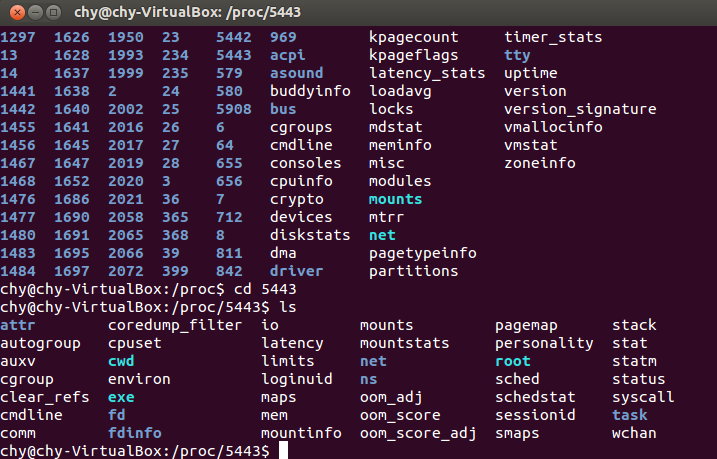 chy@chy-VirtualBox: /proc/5443
1297 1626 1950 23 5442 969 kpagecount timer_stats
13 1628 1993 234 5443 acpi kpageflags tty
14 1637 1999 235 579 asound latency_stats uptime
1441 1638 2 24 580 buddyinfo loadavg version
1442 1640 2002 25 5908 bus locks version_signature
1455 1641 2016 26 6 cgroups mdstat vmallocinfo
1456 1645 2017 27 64 cmdline meminfo vmstat
1467 1647 2019 28 655 consoles misc zoneinfo
1468 1652 2020 3 656 cpuinfo modules
1476 1686 2021 36 7 crypto mounts
1477 1690 2058 365 712 devices mtrr
1480 1691 2065 368 8 diskstats net
1483 1695 2066 39 811 dma pagetypeinfo
1484 1697 2072 399 842 driver partitions
chy@chy-VirtualBox:/proc$ cd 5443
chy@chy-VirtualBox:/proc/5443$ ls
attr coredump_filter io mounts pagemap stack
autogroup cpuset latency mountstats personality stat
auxv cwd limits net root statm
cgroup environ loginuid ns sched status
clear_refs exe maps oom_adj schedstat syscall
cmdline fd mem oom_score sessionid task
comm fdinfo mountinfo oom_score_adj smaps wchan
chy@chy-VirtualBox:/proc/5443$